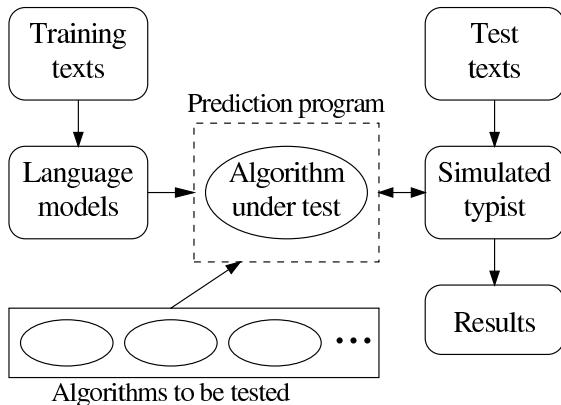 Training
texts
Test
texts
Prediction program
Language
models
Algorithm
under test
Simulated
typist
Results
Algorithms to be tested